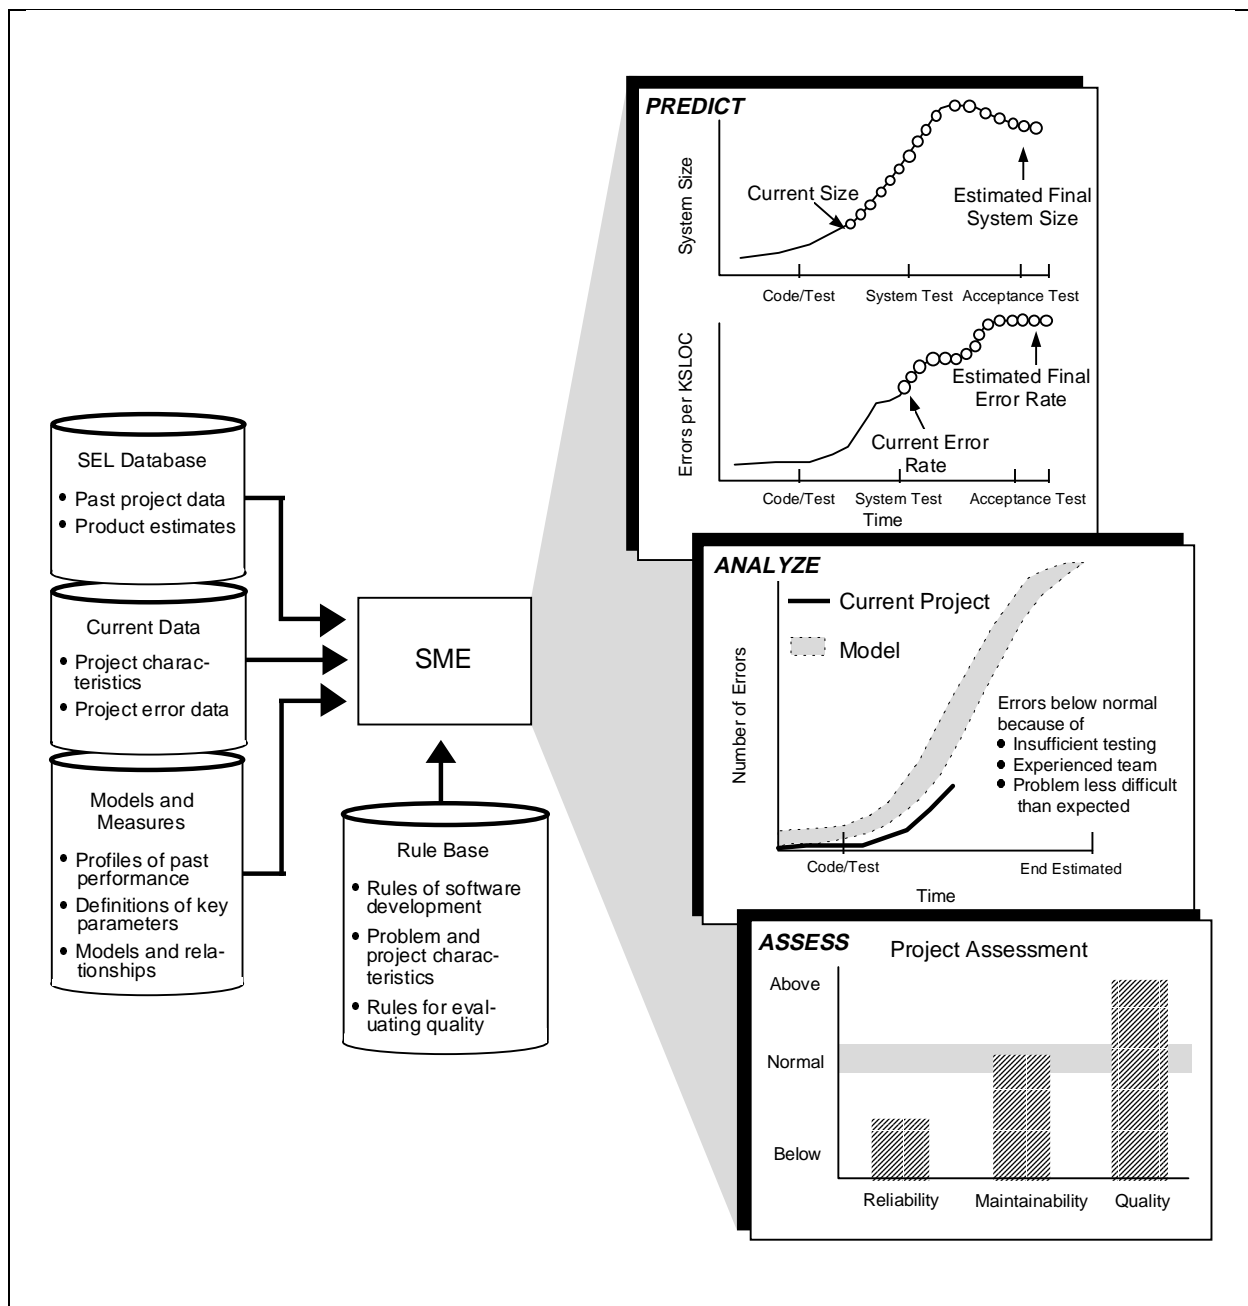 SEL Database
• Past project data
• Product estimates
Current Data
• Project charac-
teristics
• Project error data
Models and
Measures
• Profiles of past
performance
• Definitions of key
parameters
• Models and rela-
tionships
SME
Rule Base
• Rules of software
development
• Problem and
project charac-
teristics
• Rules for eval-
uating quality
PREDICT
System Size
Current Size
Estimated Final
System Size
Code/Test
System Test
Acceptance Test
Errors per KSLOC
Estimated Final
Error Rate
Current Error
Rate
Code/Test
System Test
Acceptance Test
Time
ANALYZE
Current Project
Model
Number of Errors
Errors below normal
because of
• Insufficient testing
• Experienced team
• Problem less difficult
than expected
Code/Test
End Estimated
Time
ASSESS
Project Assessment
Above
Normal
Below
Reliability
Maintainability
Quality